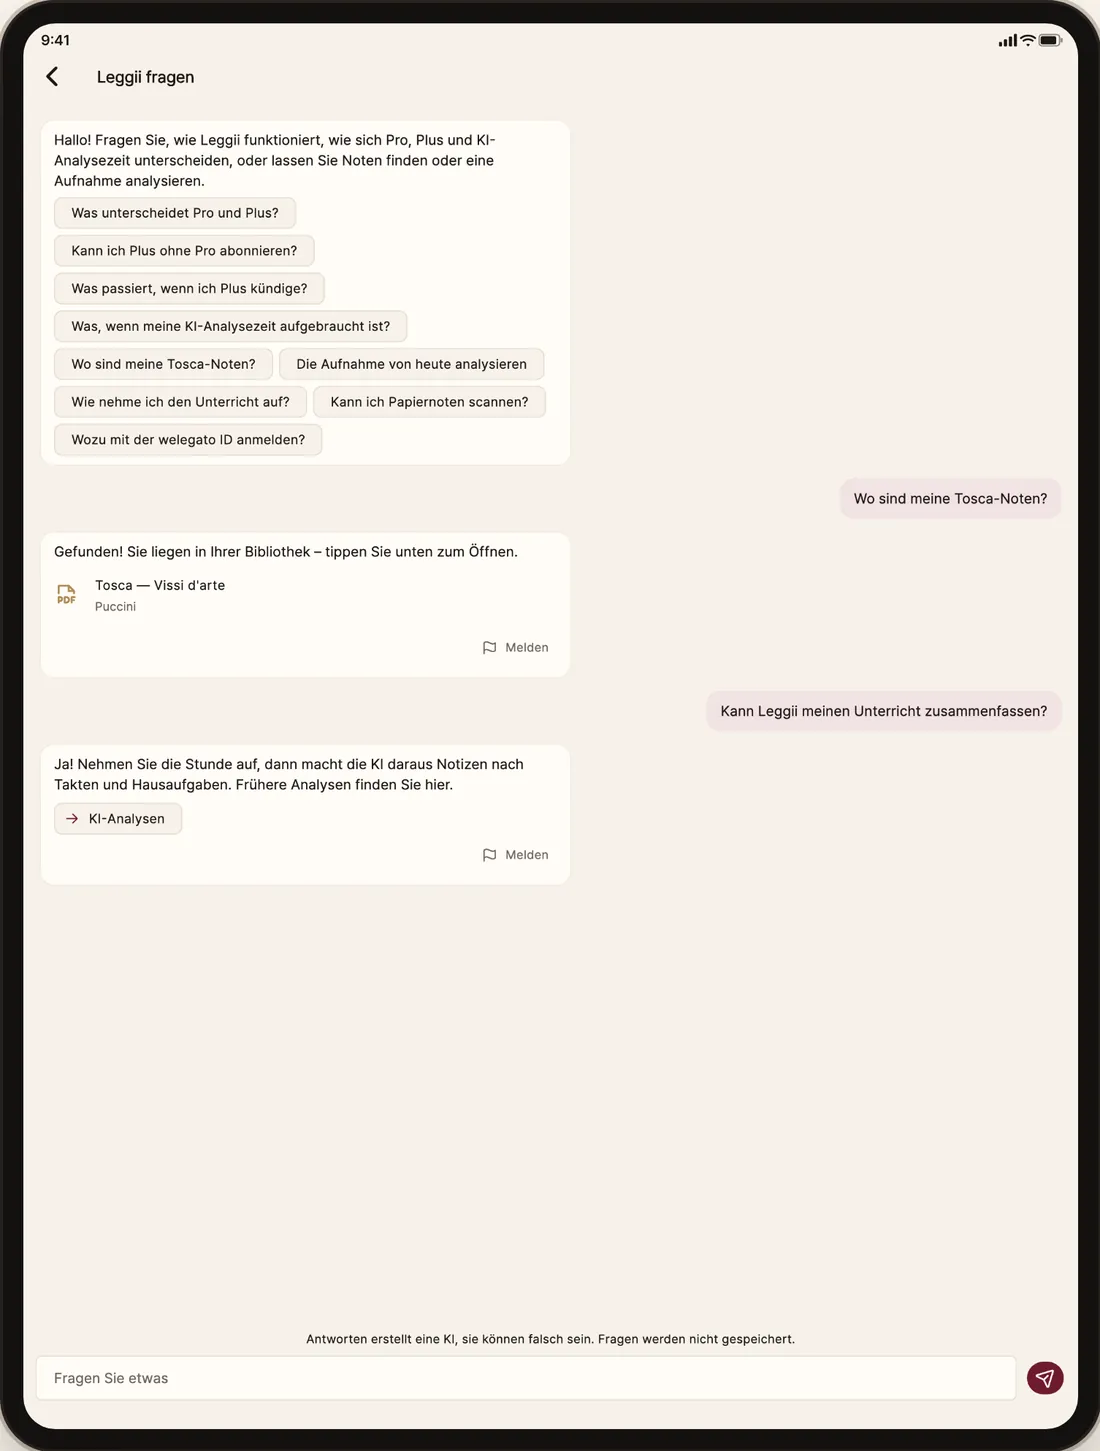 9:41
Leggii fragen
Hallo! Fragen Sie, wie Leggii funktioniert, wie sich Pro, Plus und KI-
Analysezeit unterscheiden, oder lassen Sie Noten finden oder eine
Aufnahme analysieren.
Was unterscheidet Pro und Plus?
Kann ich Plus ohne Pro abonnieren?
Was passiert, wenn ich Plus kündige?
Was, wenn meine KI-Analysezeit aufgebraucht ist?
Wo sind meine Tosca-Noten?
Die Aufnahme von heute analysieren
Wie nehme ich den Unterricht auf?
Kann ich Papiernoten scannen?
Wozu mit der welegato ID anmelden?
Wo sind meine Tosca-Noten?
Gefunden! Sie liegen in Ihrer Bibliothek – tippen Sie unten zum Öffnen.
PDF
Tosca — Vissi d'arte
Puccini
Melden
Kann Leggii meinen Unterricht zusammenfassen?
Ja! Nehmen Sie die Stunde auf, dann macht die KI daraus Notizen nach
Takten und Hausaufgaben. Frühere Analysen finden Sie hier.
KI-Analysen
Melden
Antworten erstellt eine KI, sie können falsch sein. Fragen werden nicht gespeichert.
Fragen Sie etwas